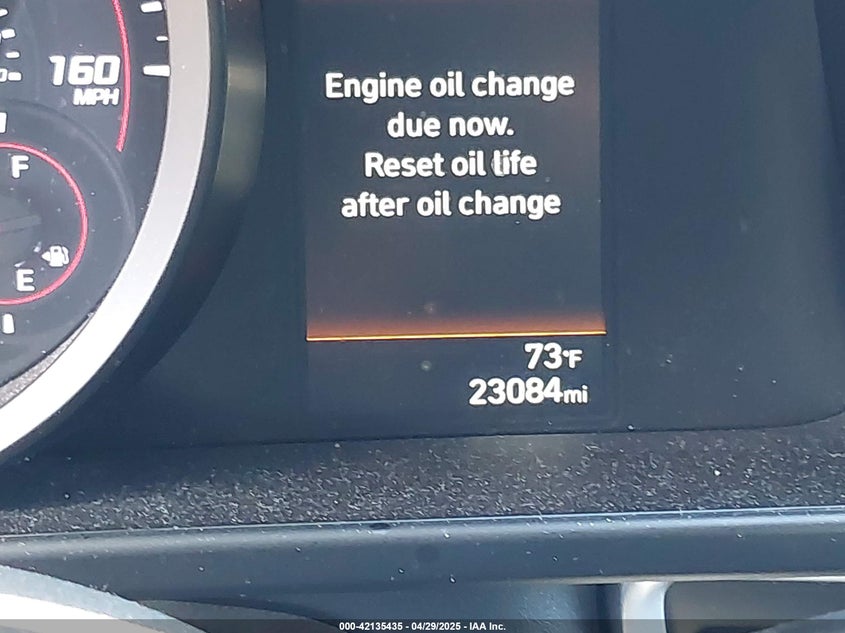 160
MPH
F
E
Engine oil change
due now.
Reset oil life
after oil change
73°F
23084mi
000-42135435 - 04/29/2025 - IAA Inc.